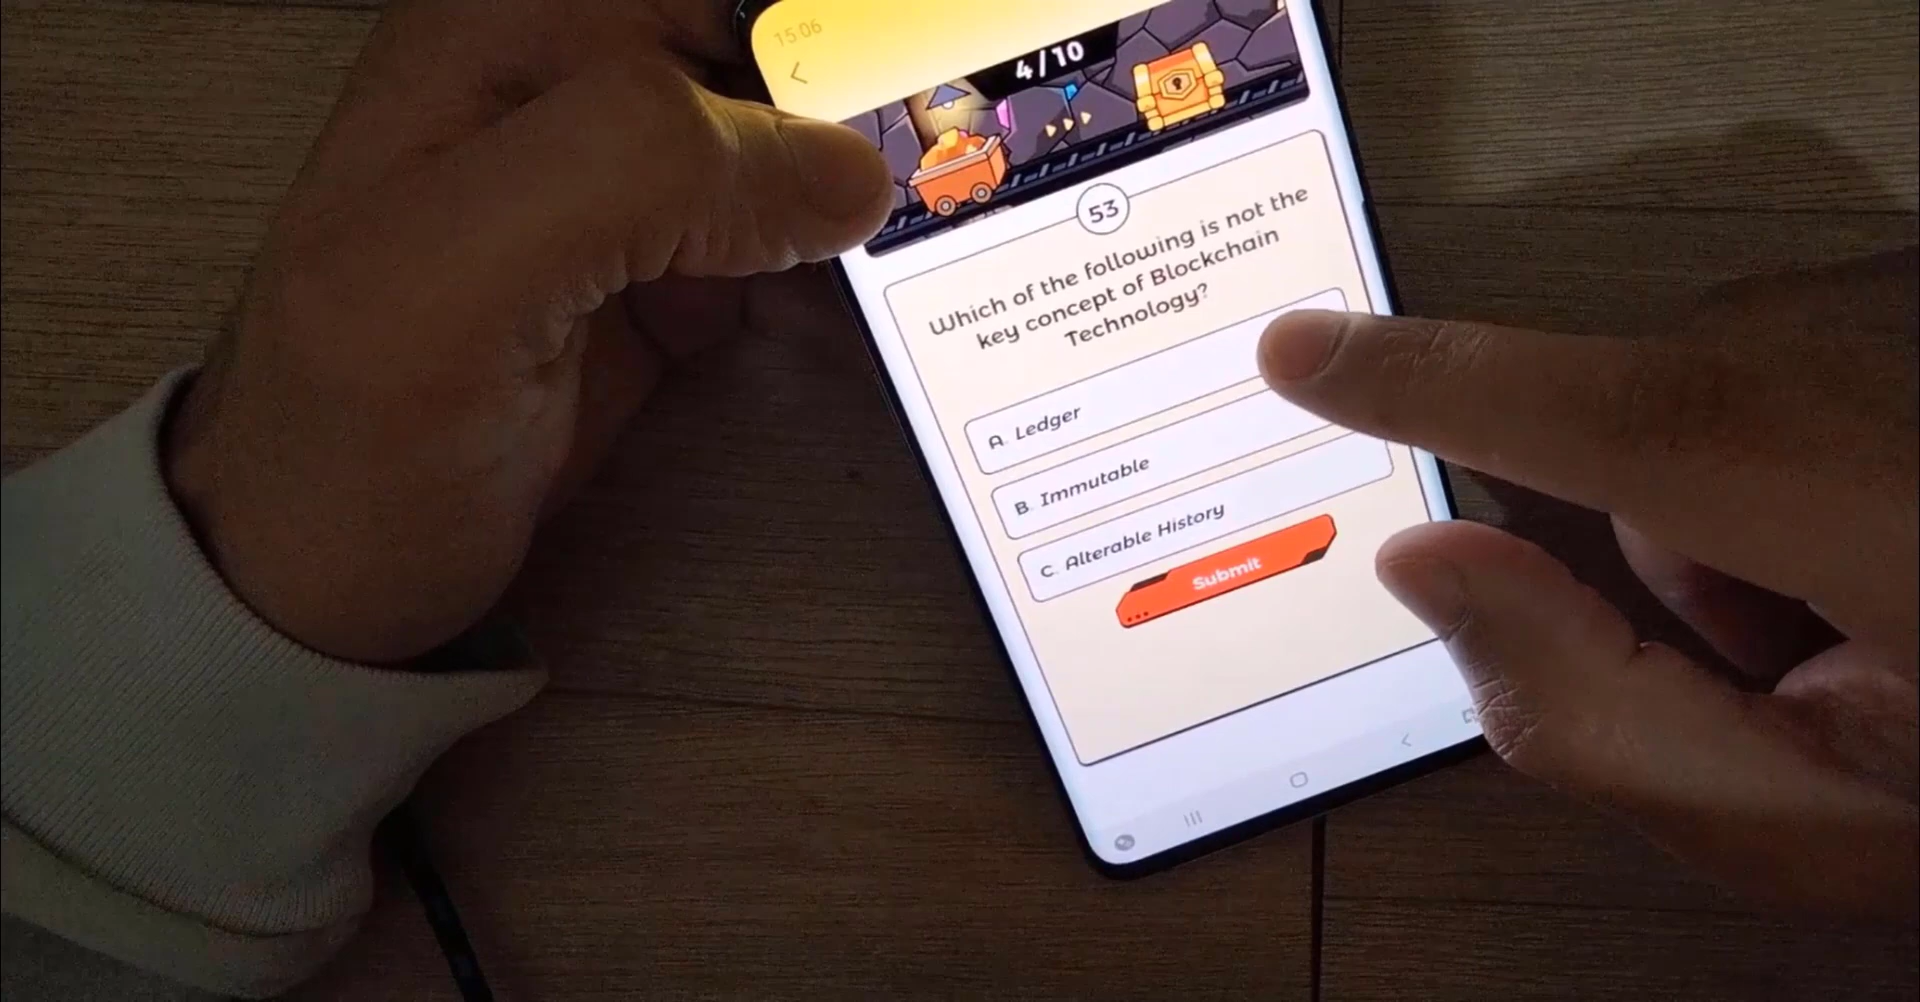 15:06
4/10
53
Which of the following is not the
key concept of Blockchain
Technology?
A. Ledger
B. Immutable
C. Alterable History
Submit